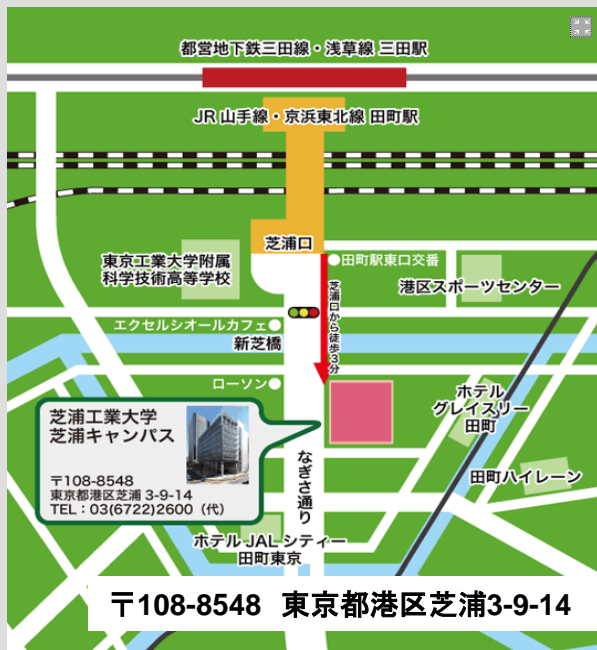 都営地下鉄三田線・浅草線 三田駅
JR 山手線・京浜東北線 田町駅
芝浦口
田町駅東口交番
東京工業大学附属
科学技術高等学校
港区スポーツセンター
芝浦口から徒歩3分
エクセルシオールカフェ
新芝橋
ローソン
ホテル
グレイスリー
田町
芝浦工業大学
芝浦キャンパス
〒108-8548
東京都港区芝浦 3-9-14
TEL：03(6722)2600（代）
なぎさ通り
田町ハイレーン
ホテル JAL シティー
田町東京
〒108-8548 東京都港区芝浦3-9-14